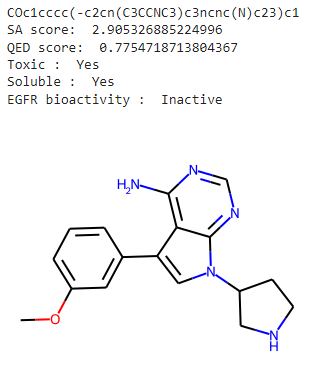 COc1cccc(-c2cn(C3CCNC3)c3ncnc(N)c23)c1
SA score:  2.905326885224996
QED score:  0.7754718713804367
Toxic :  Yes
Soluble :  Yes
EGFR bioactivity :  Inactive
H2N
N
N
N
O
N
H